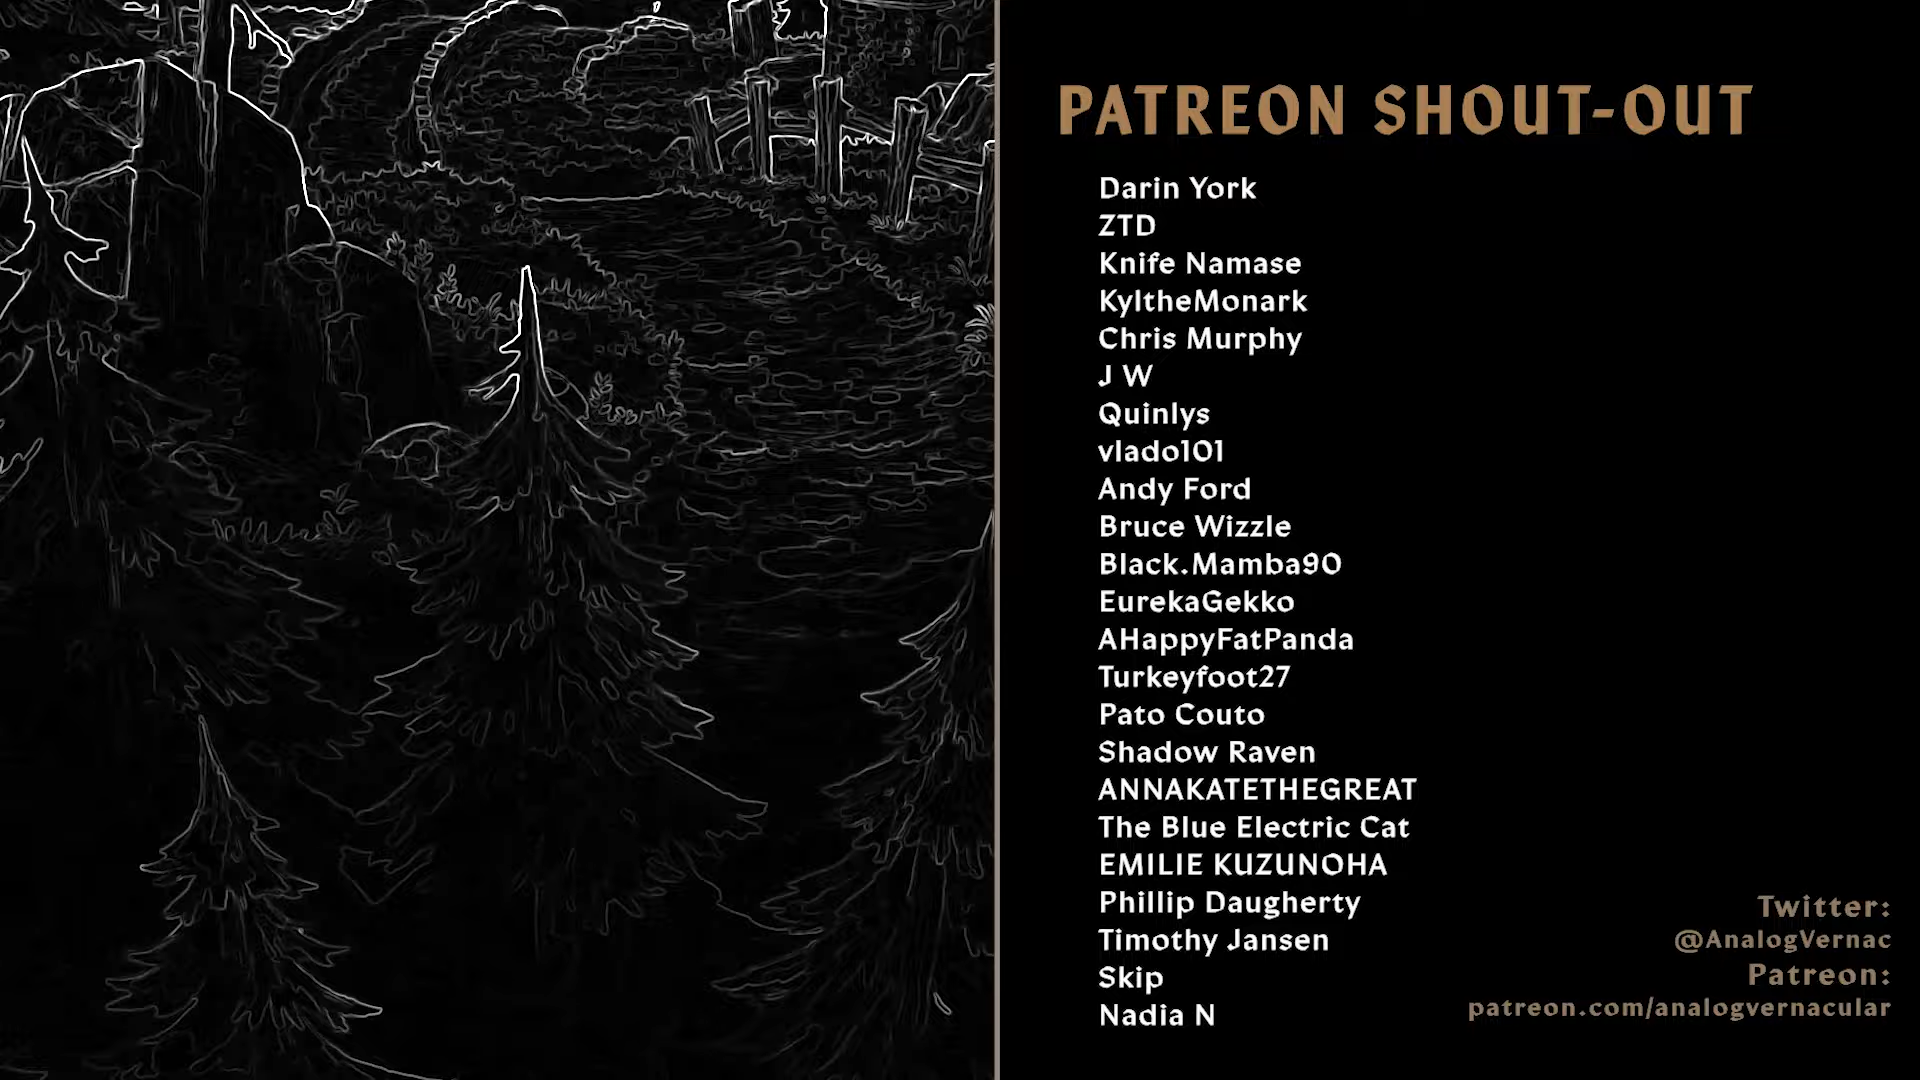 PATREON SHOUT-OUT
Darin York
ZTD
Knife Namase
KyltheMonark
Chris Murphy
J W
Quinlys
vlado101
Andy Ford
Bruce Wizzle
Black.Mamba90
EurekaGekko
AHappyFatPanda
Turkeyfoot27
Pato Couto
Shadow Raven
ANNAKATETHEGREAT
The Blue Electric Cat
EMILIE KUZUNOHA
Phillip Daugherty
Timothy Jansen
Skip
Nadia N
Twitter:
@AnalogVernac
Patreon:
patreon.com/analogvernacular